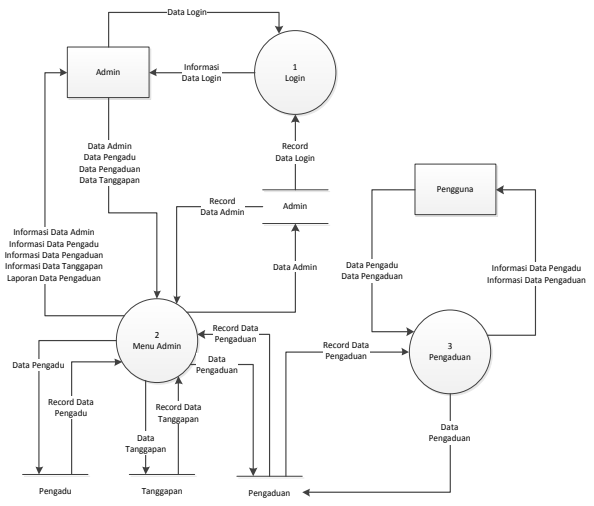 Data Login
Admin
Informasi
Data Login
1
Login
Data Admin
Data Pengadu
Data Pengaduan
Data Tanggapan
Record
Data Login
Record
Data Admin
Admin
Pengguna
Informasi Data Admin
Informasi Data Pengadu
Informasi Data Pengaduan
Informasi Data Tanggapan
Laporan Data Pengaduan
Data Admin
Data Pengadu
Data Pengaduan
Informasi Data Pengadu
Informasi Data Pengaduan
2
Menu Admin
Record Data
Pengaduan
Record Data
Pengaduan
3
Pengaduan
Data Pengadu
Data
Pengaduan
Record Data
Pengadu
Record Data
Tanggapan
Data
Tanggapan
Data
Pengaduan
Pengadu
Tanggapan
Pengaduan